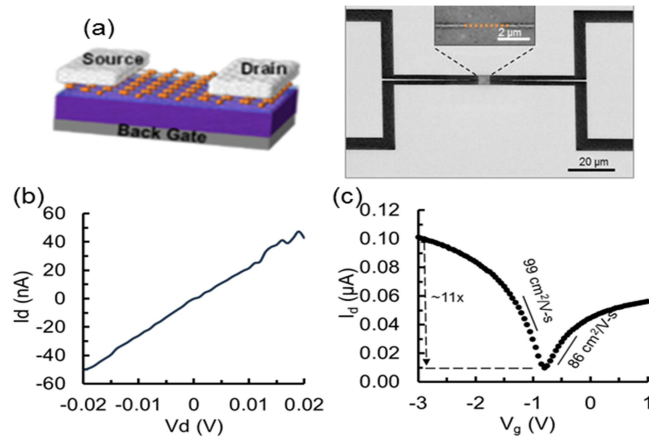 (a)
Source
Drain
Back Gate
2 µm
20 µm
(b)
60
40
20
0
-20
-40
-60
Id (nA)
-0.02
-0.01
0
0.01
0.02
Vd (V)
(c)
0.12
0.10
0.08
0.06
0.04
0.02
0.00
I_d (µA)
~11x
99 cm²/V-s
86 cm²/V-s
-3
-2
-1
0
1
V_g (V)